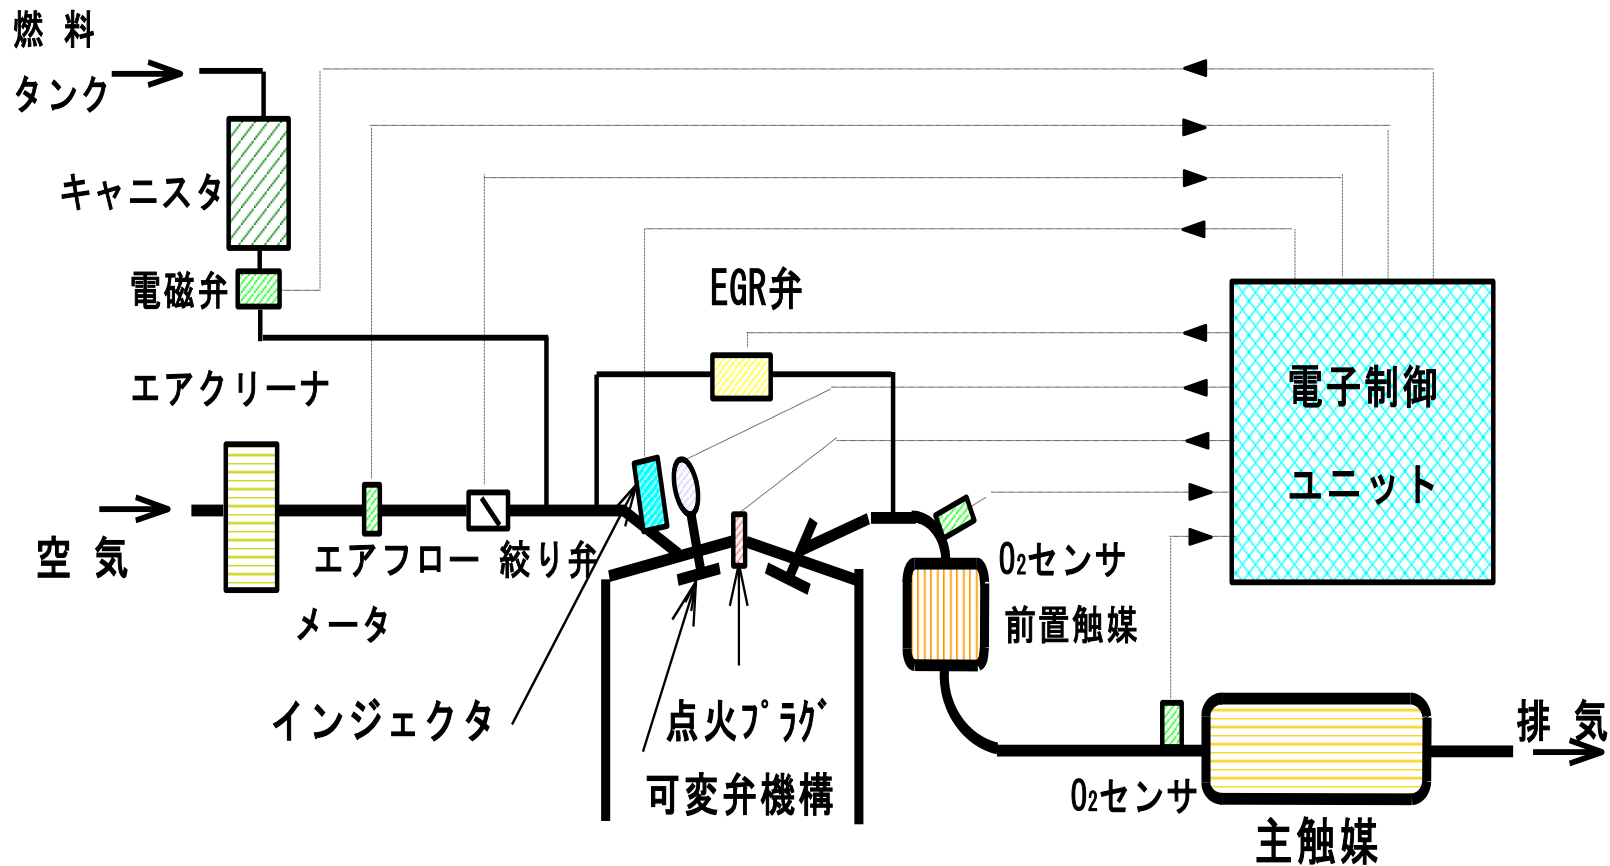 燃料
タンク
キャニスタ
電磁弁
EGR弁
エアクリーナ
電子制御
ユニット
空気
エアフロー
メータ
絞り弁
O₂センサ
前置触媒
インジェクタ
点火プラグ
可変弁機構
O₂センサ
排気
主触媒